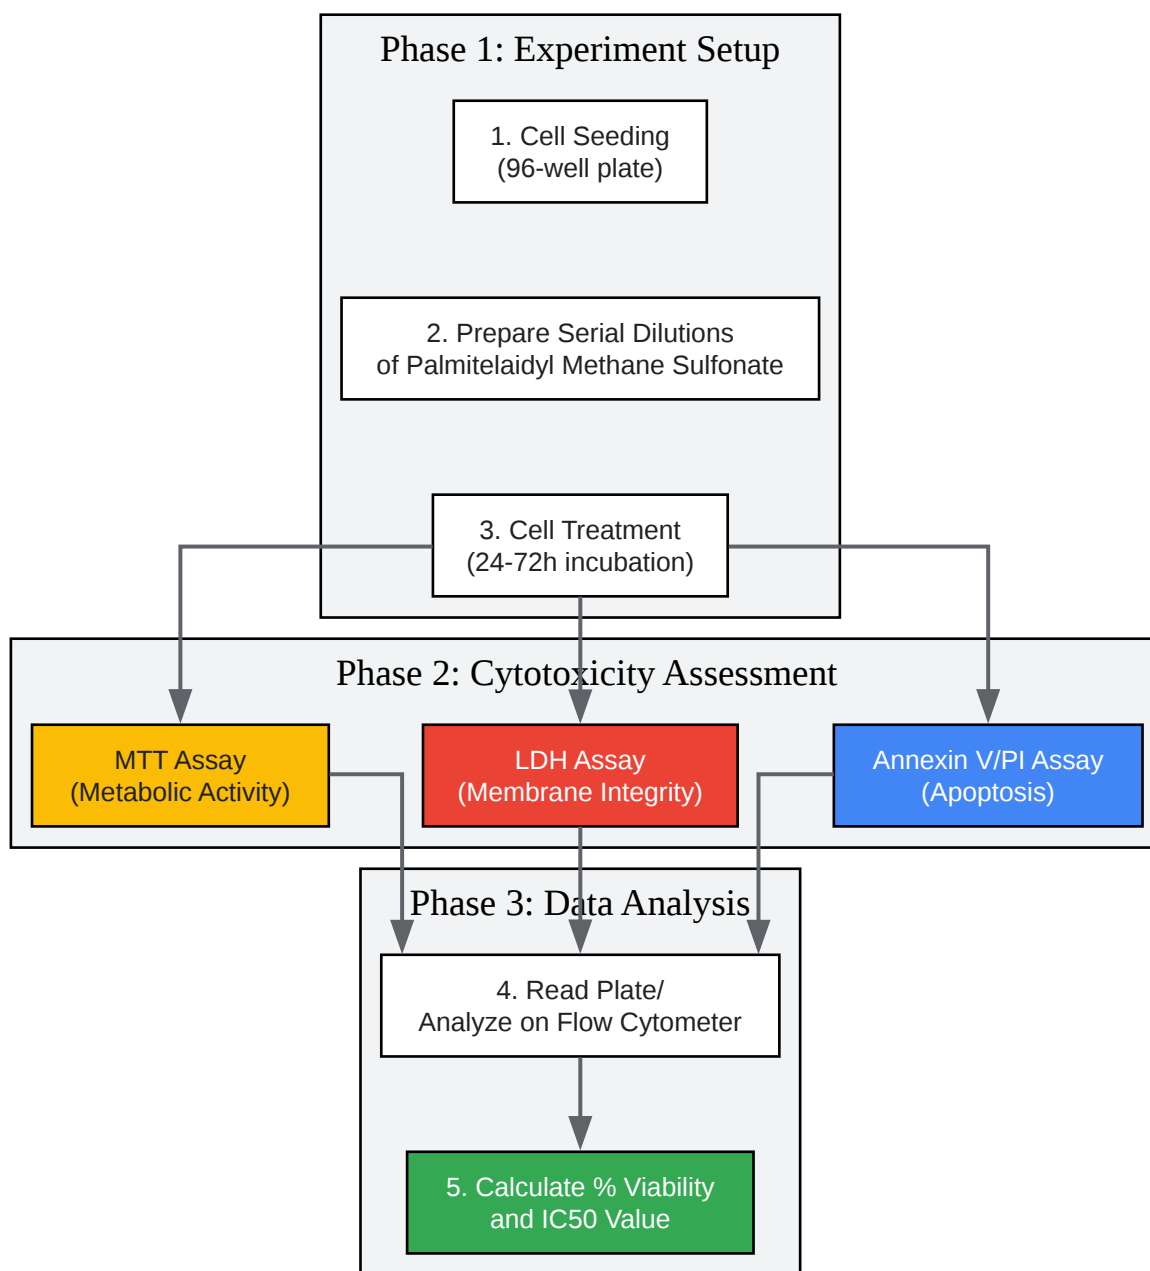 Phase 1: Experiment Setup
1. Cell Seeding
(96-well plate)
2. Prepare Serial Dilutions
of Palmitelaidyl Methane Sulfonate
3. Cell Treatment
(24-72h incubation)
Phase 2: Cytotoxicity Assessment
MTT Assay
(Metabolic Activity)
LDH Assay
(Membrane Integrity)
Annexin V/PI Assay
(Apoptosis)
Phase 3: Data Analysis
4. Read Plate/
Analyze on Flow Cytometer
5. Calculate % Viability
and IC50 Value